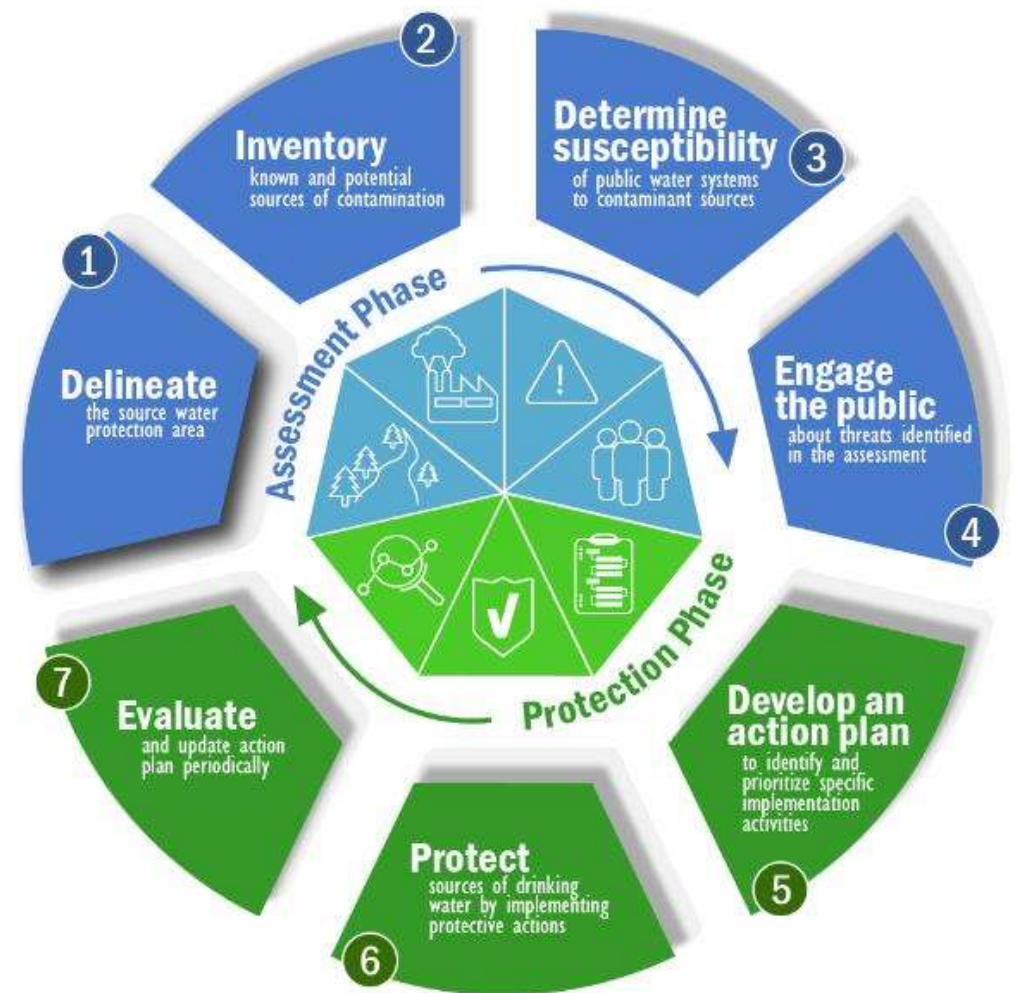 1
Delineate
the source water
protection area
2
Inventory
known and potential
sources of contamination
3
Determine
susceptibility
of public water systems
to contaminant sources
4
Engage
the public
about threats identified
in the assessment
5
Develop an
action plan
to identify and
prioritize specific
implementation
activities
6
Protect
sources of drinking
water by implementing
protective actions
7
Evaluate
and update action
plan periodically
Assessment Phase
Protection Phase